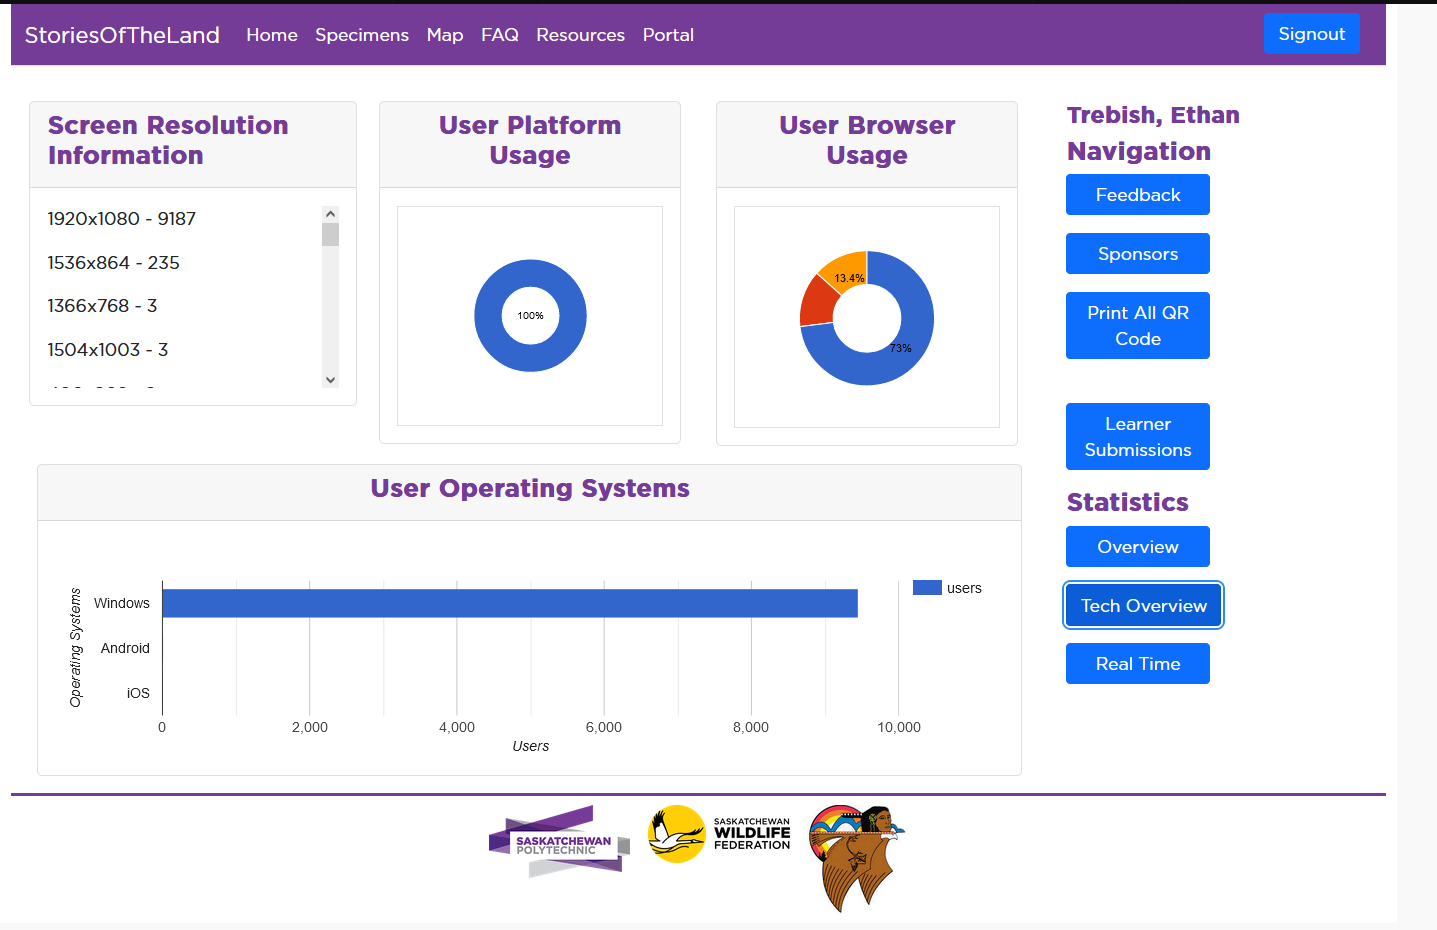 StoriesOfTheLand Home Specimens Map FAQ Resources Portal Signout
Screen Resolution
Information
1920x1080 - 9187
1536x864 - 235
1366x768 - 3
1504x1003 - 3
User Platform
Usage
100%
User Browser
Usage
13.4%
73%
Trebish, Ethan
Navigation
Feedback
Sponsors
Print All QR
Code
Learner
Submissions
Statistics
Overview
Tech Overview
Real Time
User Operating Systems
Operating Systems
Windows
Android
iOS
0 2,000 4,000 6,000 8,000 10,000
Users
users
SASKATCHEWAN
POLYTECHNIC
SASKATCHEWAN
WILDLIFE
FEDERATION